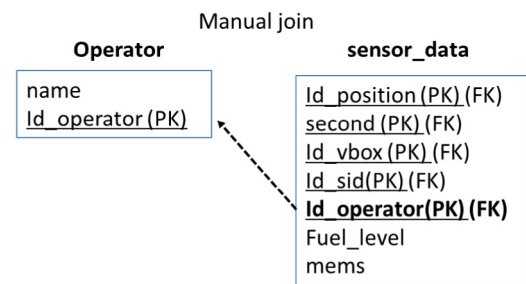 Manual join
Operator
name
Id_operator (PK)
sensor_data
Id_position (PK) (FK)
second (PK) (FK)
Id_vbox (PK) (FK)
Id_sid(PK) (FK)
Id_operator(PK) (FK)
Fuel_level
mems